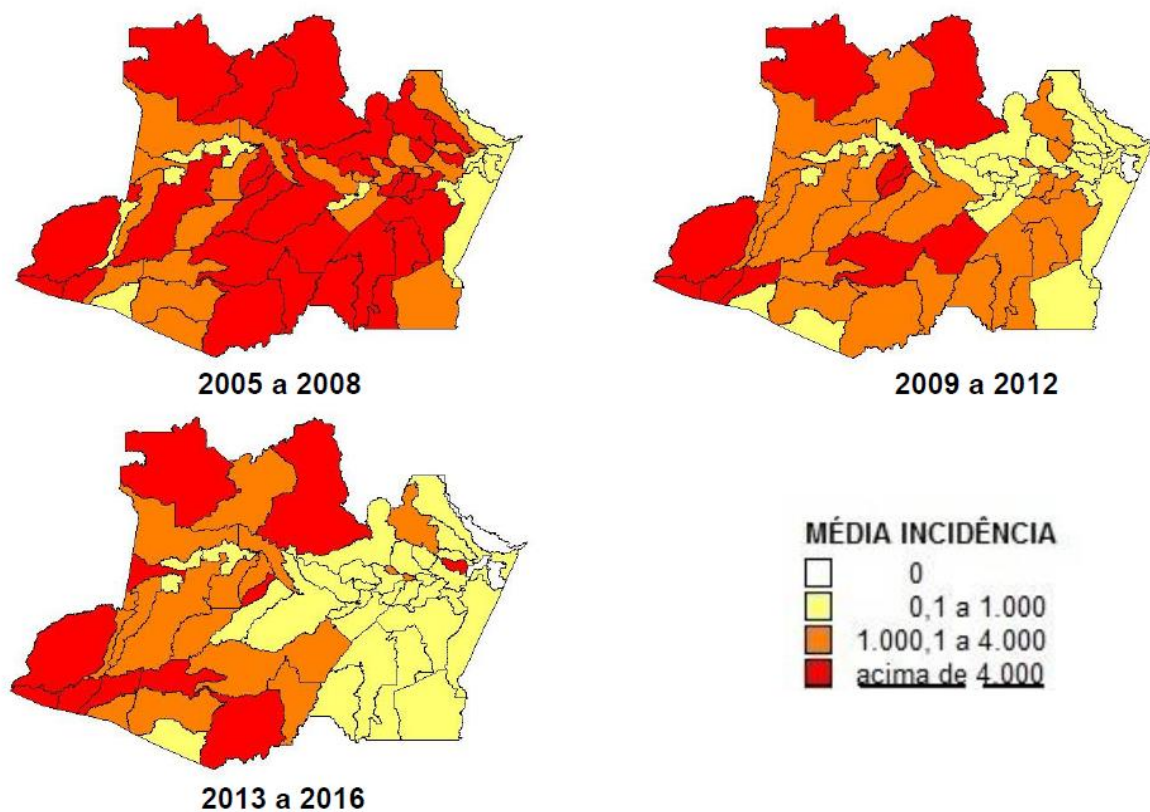 2005 a 2008
2009 a 2012
2013 a 2016
MÉDIA INCIDÊNCIA
0
0,1 a 1.000
1.000,1 a 4.000
acima de 4.000